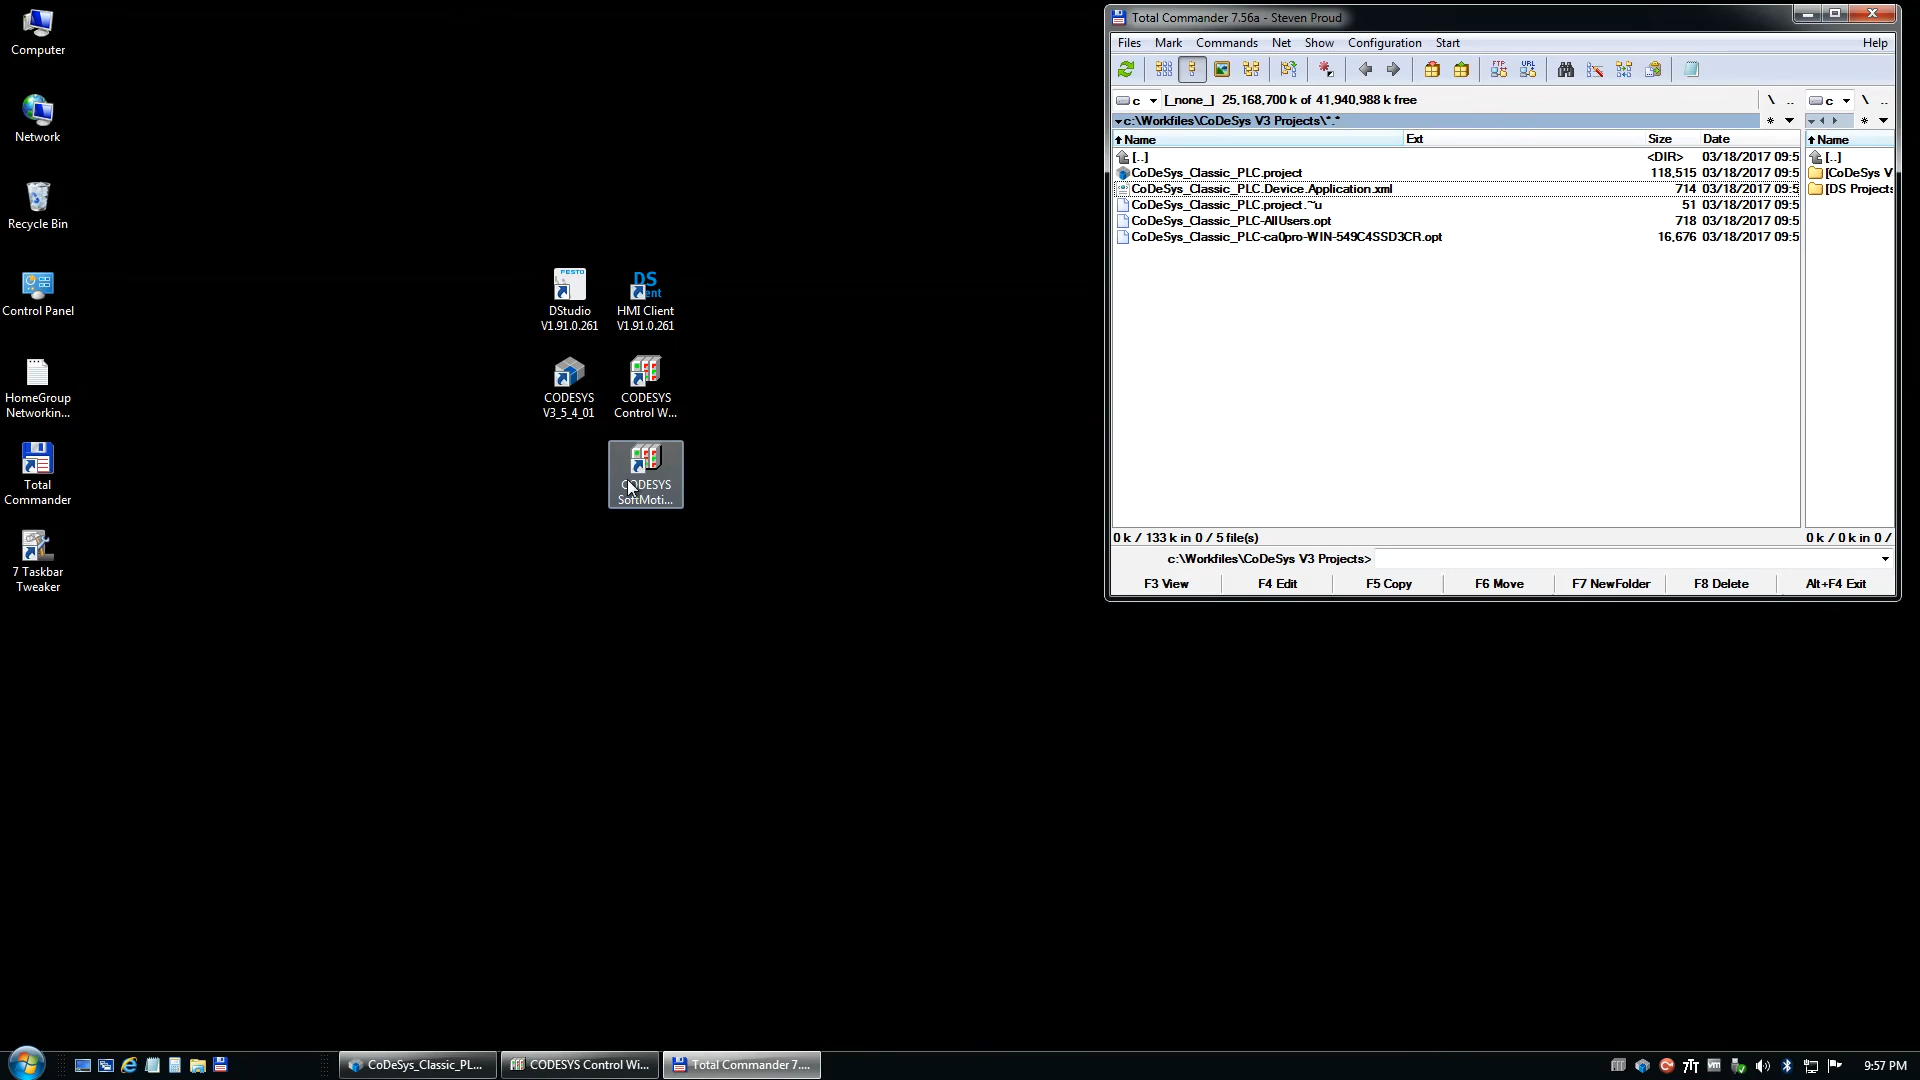 Computer
Network
Recycle Bin
Control Panel
HomeGroup
Networkin...
Total
Commander
7 Taskbar
Tweaker
FESTO
DStudio
V1.91.0.261
DS
HMI Client
V1.91.0.261
CODESYS
V3_5_4_01
CODESYS
Control W...
CODESYS
SoftMoti...
Total Commander 7.56a - Steven Proud
Files Mark Commands Net Show Configuration Start Help
FTP URL
c [_none_] 25,168,700 k of 41,940,988 k free \ .. c \ ..
c:\Workfiles\CoDeSys V3 Projects\*.* * *
Name Ext Size Date Name
[..] <DIR> 03/18/2017 09:5 [..]
CoDeSys_Classic_PLC.project 118,515 03/18/2017 09:5 [CoDeSys V
CoDeSys_Classic_PLC.Device.Application.xml 714 03/18/2017 09:5 [DS Projects
CoDeSys_Classic_PLC.project.~u 51 03/18/2017 09:5
CoDeSys_Classic_PLC-AllUsers.opt 718 03/18/2017 09:5
CoDeSys_Classic_PLC-ca0pro-WIN-549C4SSD3CR.opt 16,676 03/18/2017 09:5
0 k / 133 k in 0 / 5 file(s) 0 k / 0 k in 0 /
c:\Workfiles\CoDeSys V3 Projects>
F3 View F4 Edit F5 Copy F6 Move F7 NewFolder F8 Delete Alt+F4 Exit
CoDeSys_Classic_PL... CODESYS Control Wi... Total Commander 7.... 9:57 PM